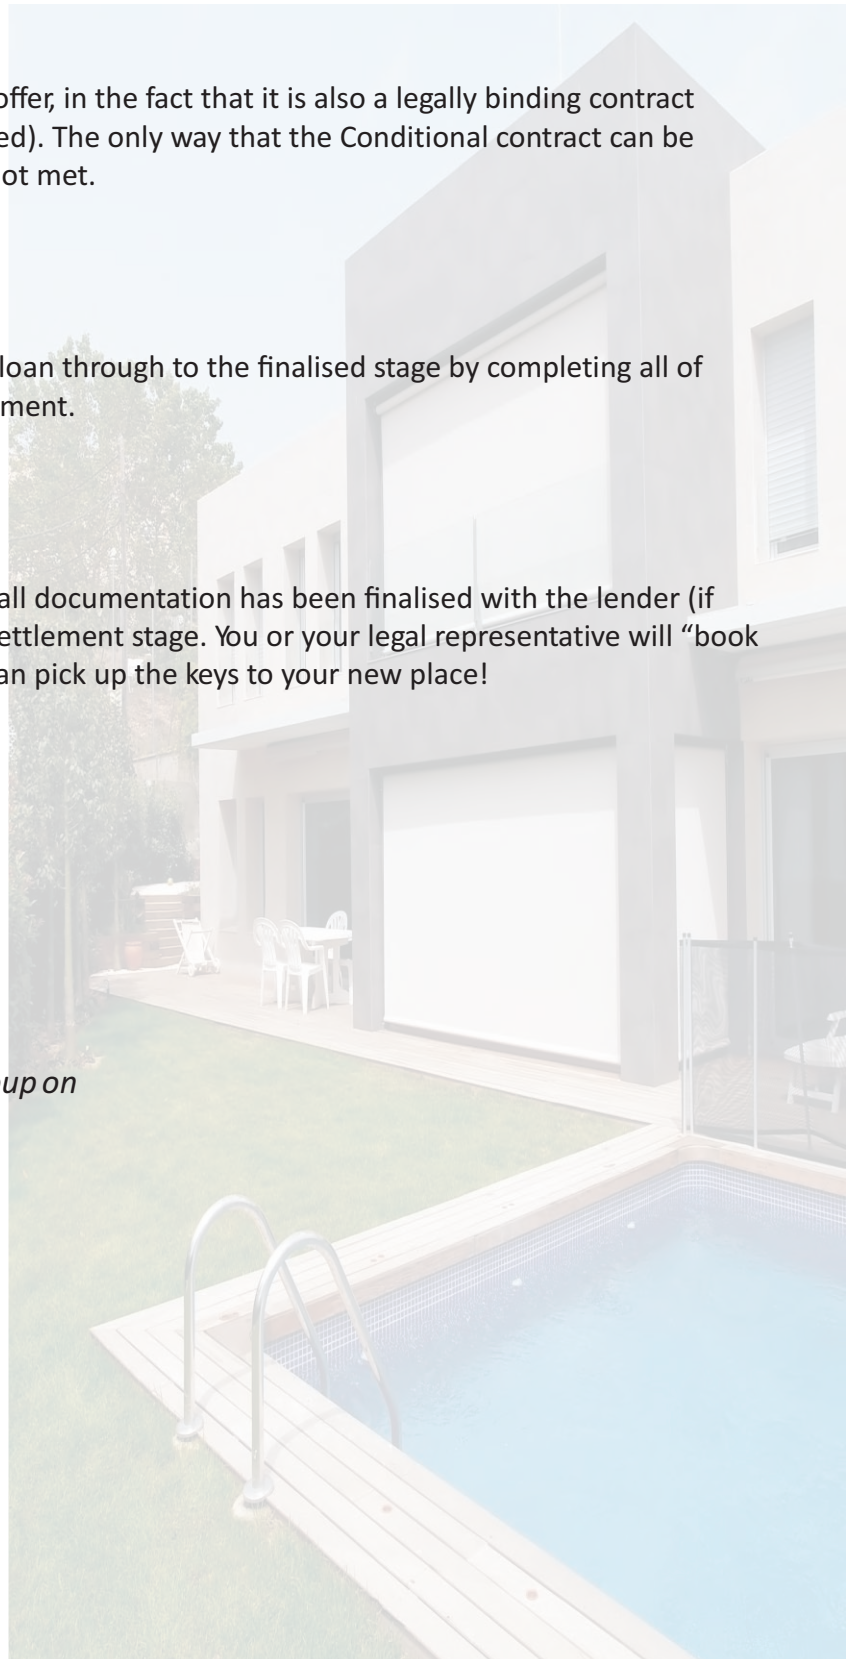 offer, in the fact that it is also a legally binding contract
ed). The only way that the Conditional contract can be
ot met.
loan through to the finalised stage by completing all of
ment.
all documentation has been finalised with the lender (if
ettlement stage. You or your legal representative will “book
an pick up the keys to your new place!
up on